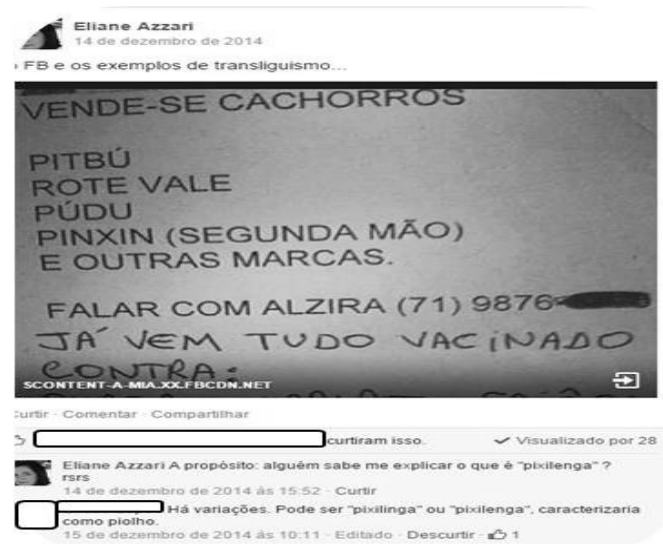 Eliane Azzari
14 de dezembro de 2014
FB e os exemplos de transliguismo...
VENDE-SE CACHORROS
PITBÚ
ROTE VALE
PÚDU
PINXIN (SEGUNDA MÃO)
E OUTRAS MARCAS.
FALAR COM ALZIRA (71) 9876
JÁ VEM TUDO VACINADO
CONTRA:
SCONTENT-A-MIA.XX.FBCDN.NET
Curtir · Comentar · Compartilhar
curtiram isso. ✓ Visualizado por 28
Eliane Azzari A propósito: alguém sabe me explicar o que é "pixilenga" ?
rsrs
14 de dezembro de 2014 às 15:52 · Curtir
Há variações. Pode ser "pixilinga" ou "pixilenga", caracterizaria
como piolho.
15 de dezembro de 2014 às 10:11 · Editado · Descurtir · 1